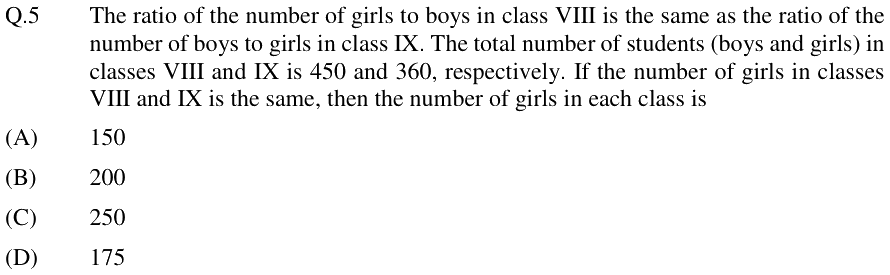 Q.5 The ratio of the number of girls to boys in class VIII is the same as the ratio of the
number of boys to girls in class IX. The total number of students (boys and girls) in
classes VIII and IX is 450 and 360, respectively. If the number of girls in classes
VIII and IX is the same, then the number of girls in each class is
(A) 150
(B) 200
(C) 250
(D) 175